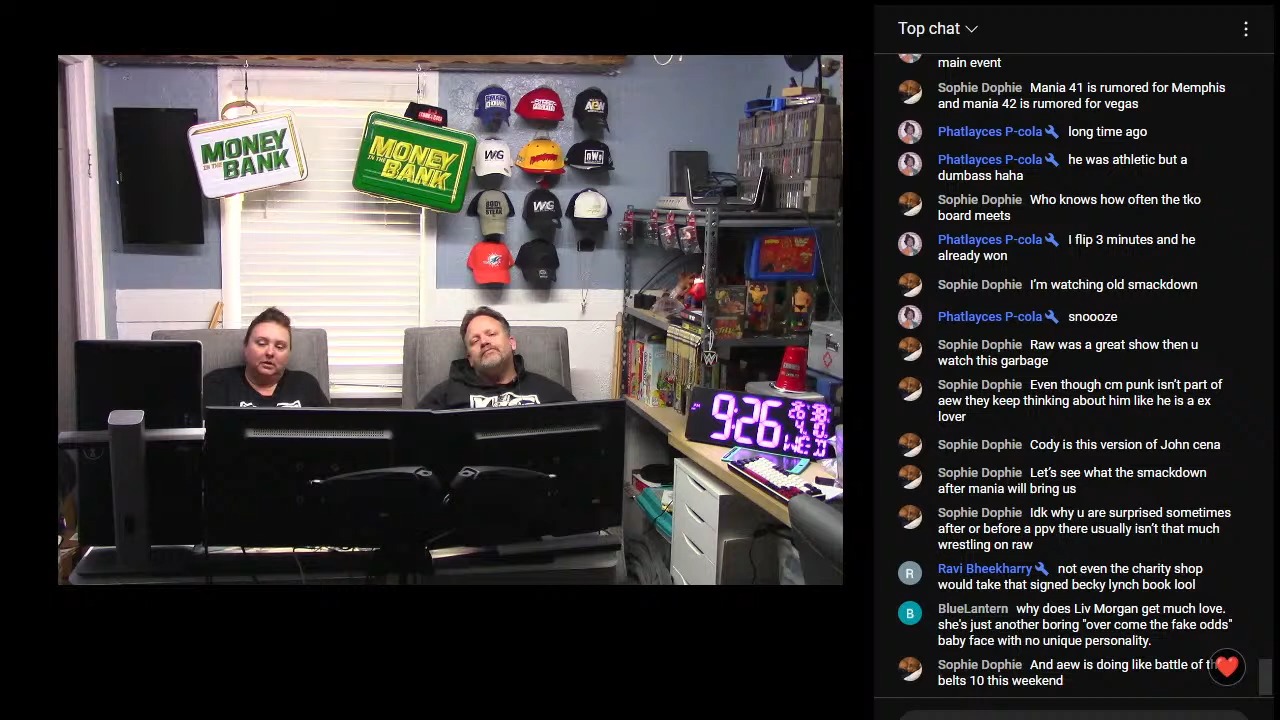 Top chat
main event
Sophie Dophie Mania 41 is rumored for Memphis
and mania 42 is rumored for vegas
Phatlayces P-cola long time ago
Phatlayces P-cola he was athletic but a
dumbass haha
Sophie Dophie Who knows how often the tko
board meets
Phatlayces P-cola I flip 3 minutes and he
already won
Sophie Dophie I'm watching old smackdown
Phatlayces P-cola snoooze
Sophie Dophie Raw was a great show then u
watch this garbage
Sophie Dophie Even though cm punk isn't part of
aew they keep thinking about him like he is a ex
lover
Sophie Dophie Cody is this version of John cena
Sophie Dophie Let's see what the smackdown
after mania will bring us
Sophie Dophie Idk why u are surprised sometimes
after or before a ppv there usually isn't that much
wrestling on raw
R
Ravi Bheekharry not even the charity shop
would take that signed becky lynch book lool
B
BlueLantern why does Liv Morgan get much love.
she's just another boring "over come the fake odds"
baby face with no unique personality.
Sophie Dophie And aew is doing like battle of
belts 10 this weekend
MONEY
IN THE
BANK
MONEY
IN THE
BANK
AEW
nWo
9:26